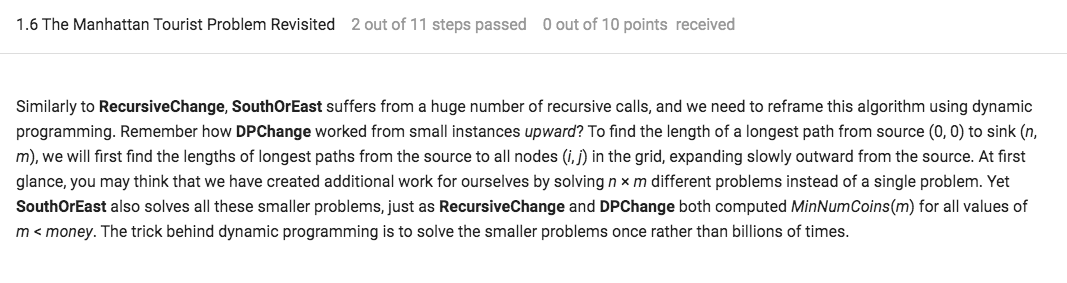 1.6 The Manhattan Tourist Problem Revisited 2 out of 11 steps passed 0 out of 10 points received
Similarly to RecursiveChange, SouthOrEast suffers from a huge number of recursive calls, and we need to reframe this algorithm using dynamic
programming. Remember how DPChange worked from small instances upward? To find the length of a longest path from source (0, 0) to sink (n,
m), we will first find the lengths of longest paths from the source to all nodes (i, j) in the grid, expanding slowly outward from the source. At first
glance, you may think that we have created additional work for ourselves by solving n × m different problems instead of a single problem. Yet
SouthOrEast also solves all these smaller problems, just as RecursiveChange and DPChange both computed MinNumCoins(m) for all values of
m < money. The trick behind dynamic programming is to solve the smaller problems once rather than billions of times.